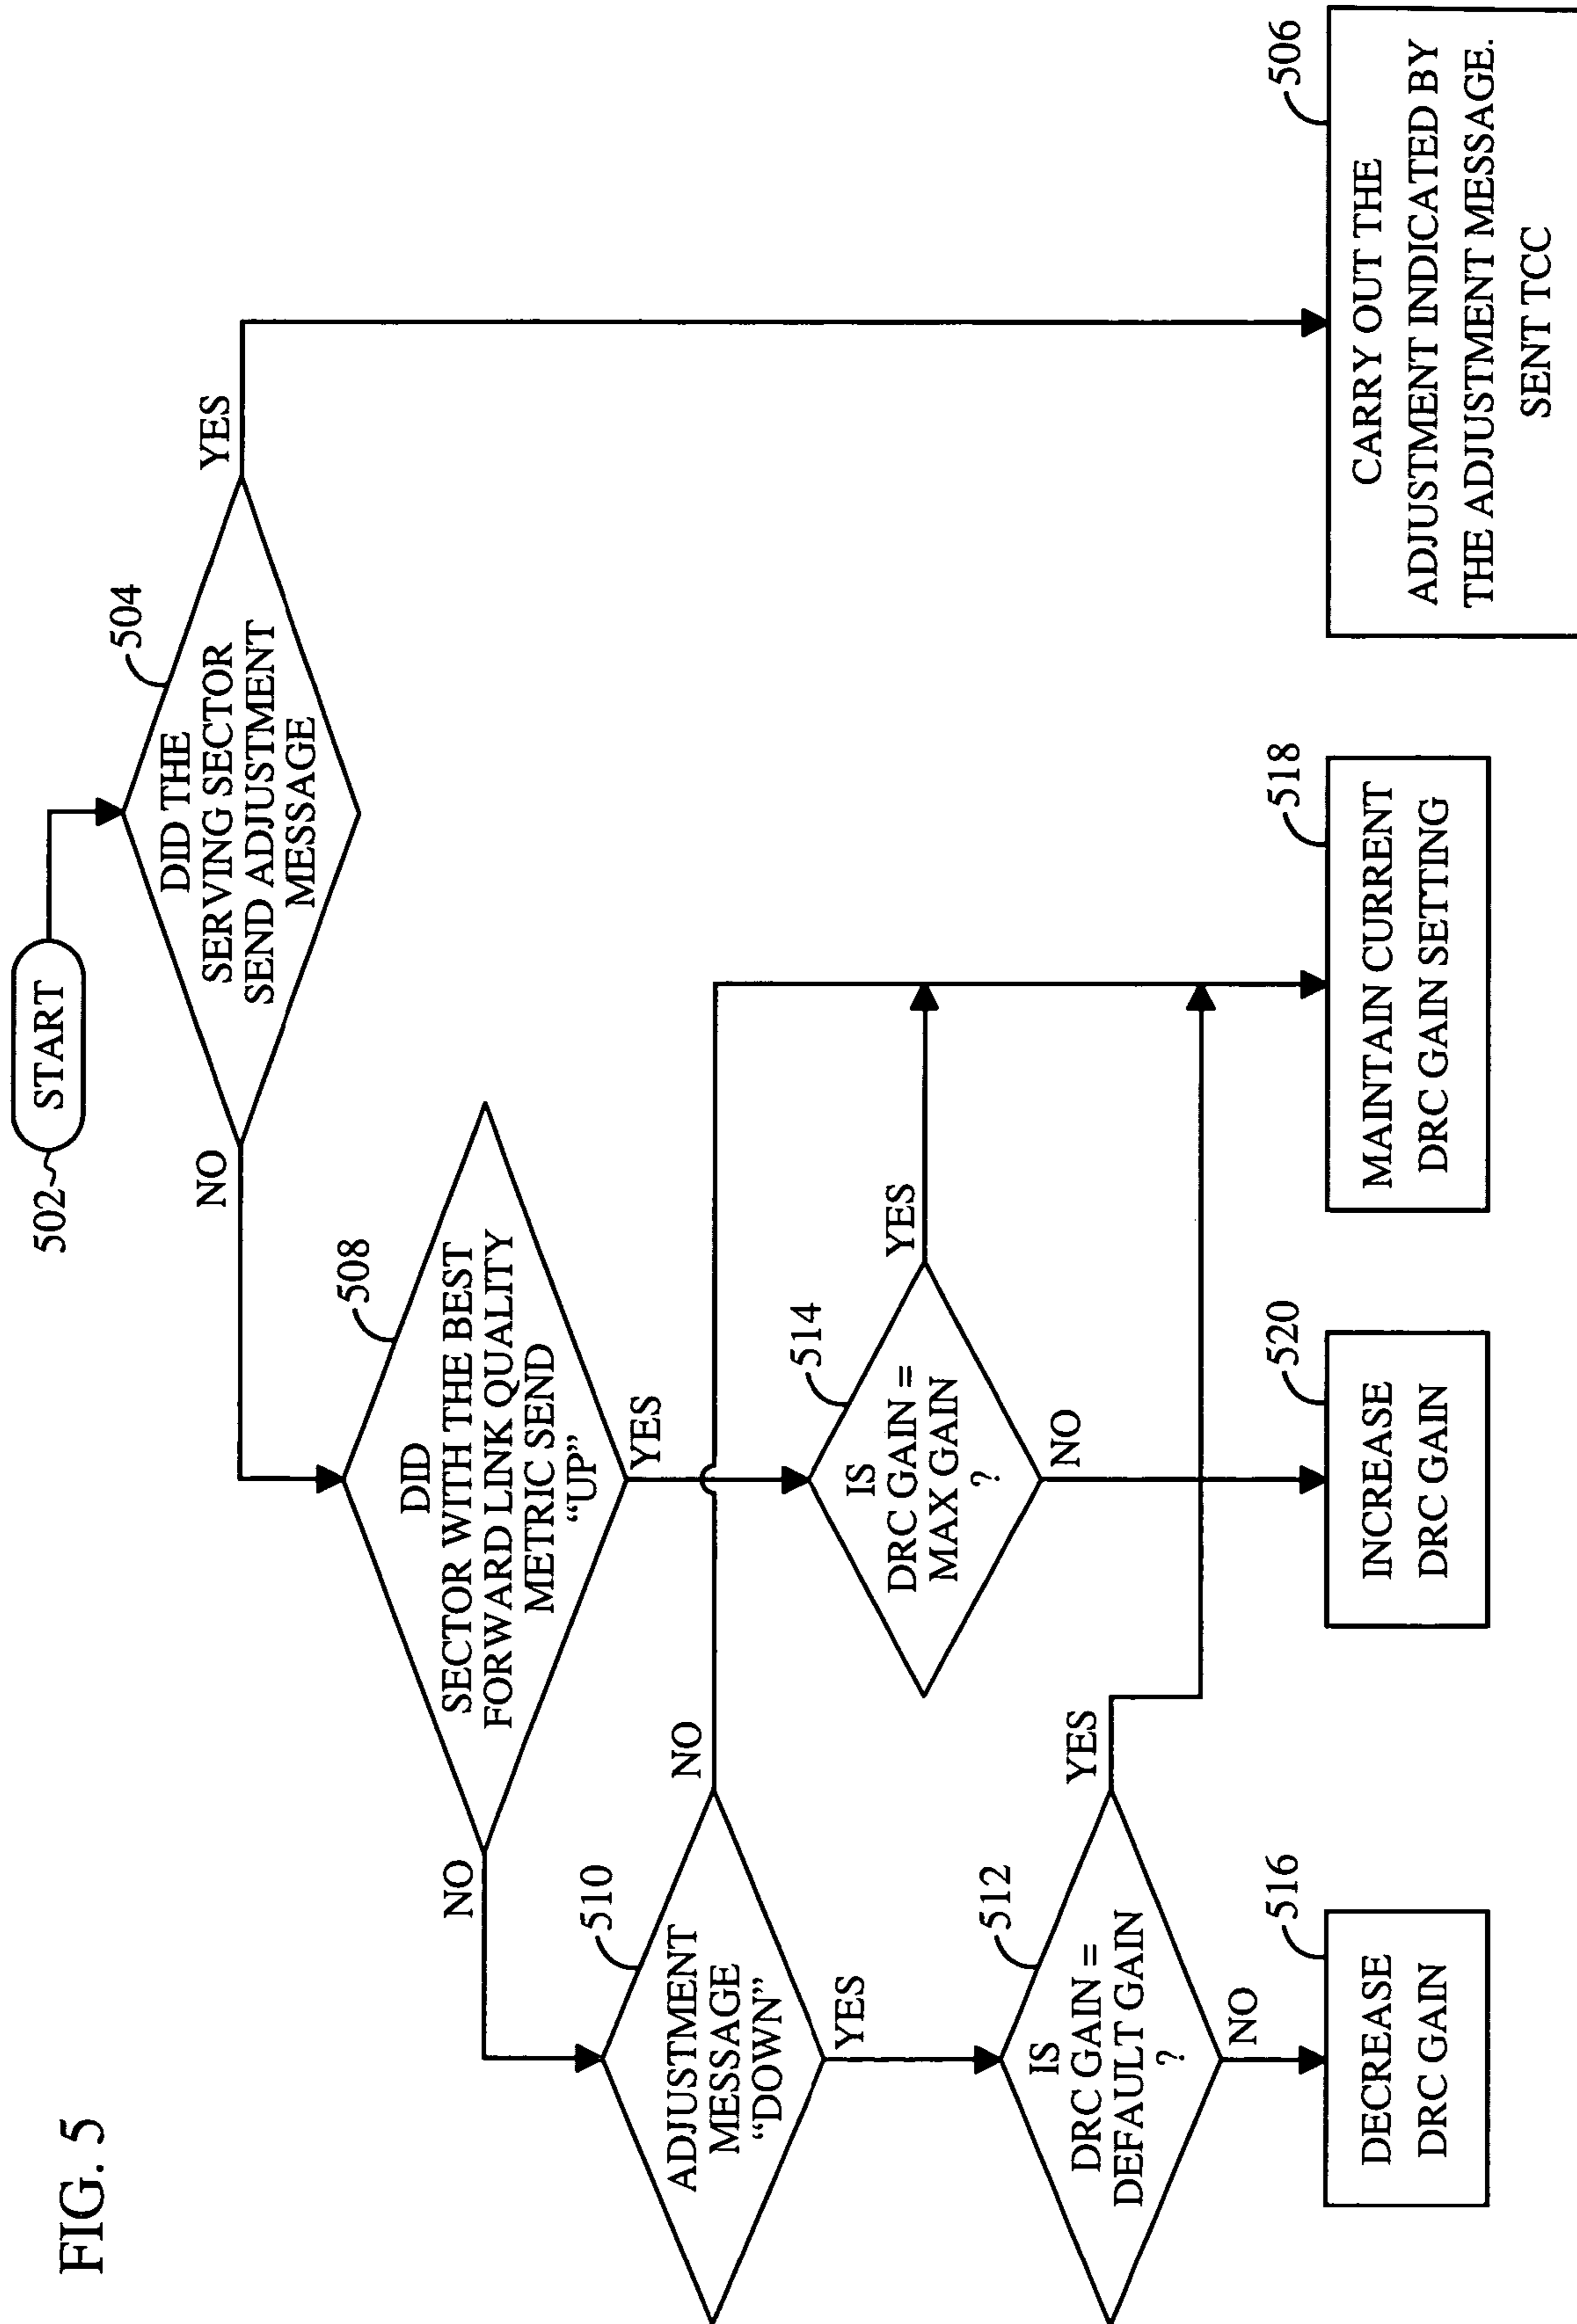 FIG. 5
502
START
504
DID THE
SERVING SECTOR
SEND ADJUSTMENT
MESSAGE
NO
YES
508
DID
SECTOR WITH THE BEST
FORWARD LINK QUALITY
METRIC SEND
“UP”
NO
YES
510
ADJUSTMENT
MESSAGE
“DOWN”
NO
YES
514
IS
DRC GAIN =
MAX GAIN
?
YES
NO
512
IS
DRC GAIN =
DEFAULT GAIN
?
YES
NO
516
DECREASE
DRC GAIN
520
INCREASE
DRC GAIN
518
MAINTAIN CURRENT
DRC GAIN SETTING
506
CARRY OUT THE
ADJUSTMENT INDICATED BY
THE ADJUSTMENT MESSAGE.
SENT TCC